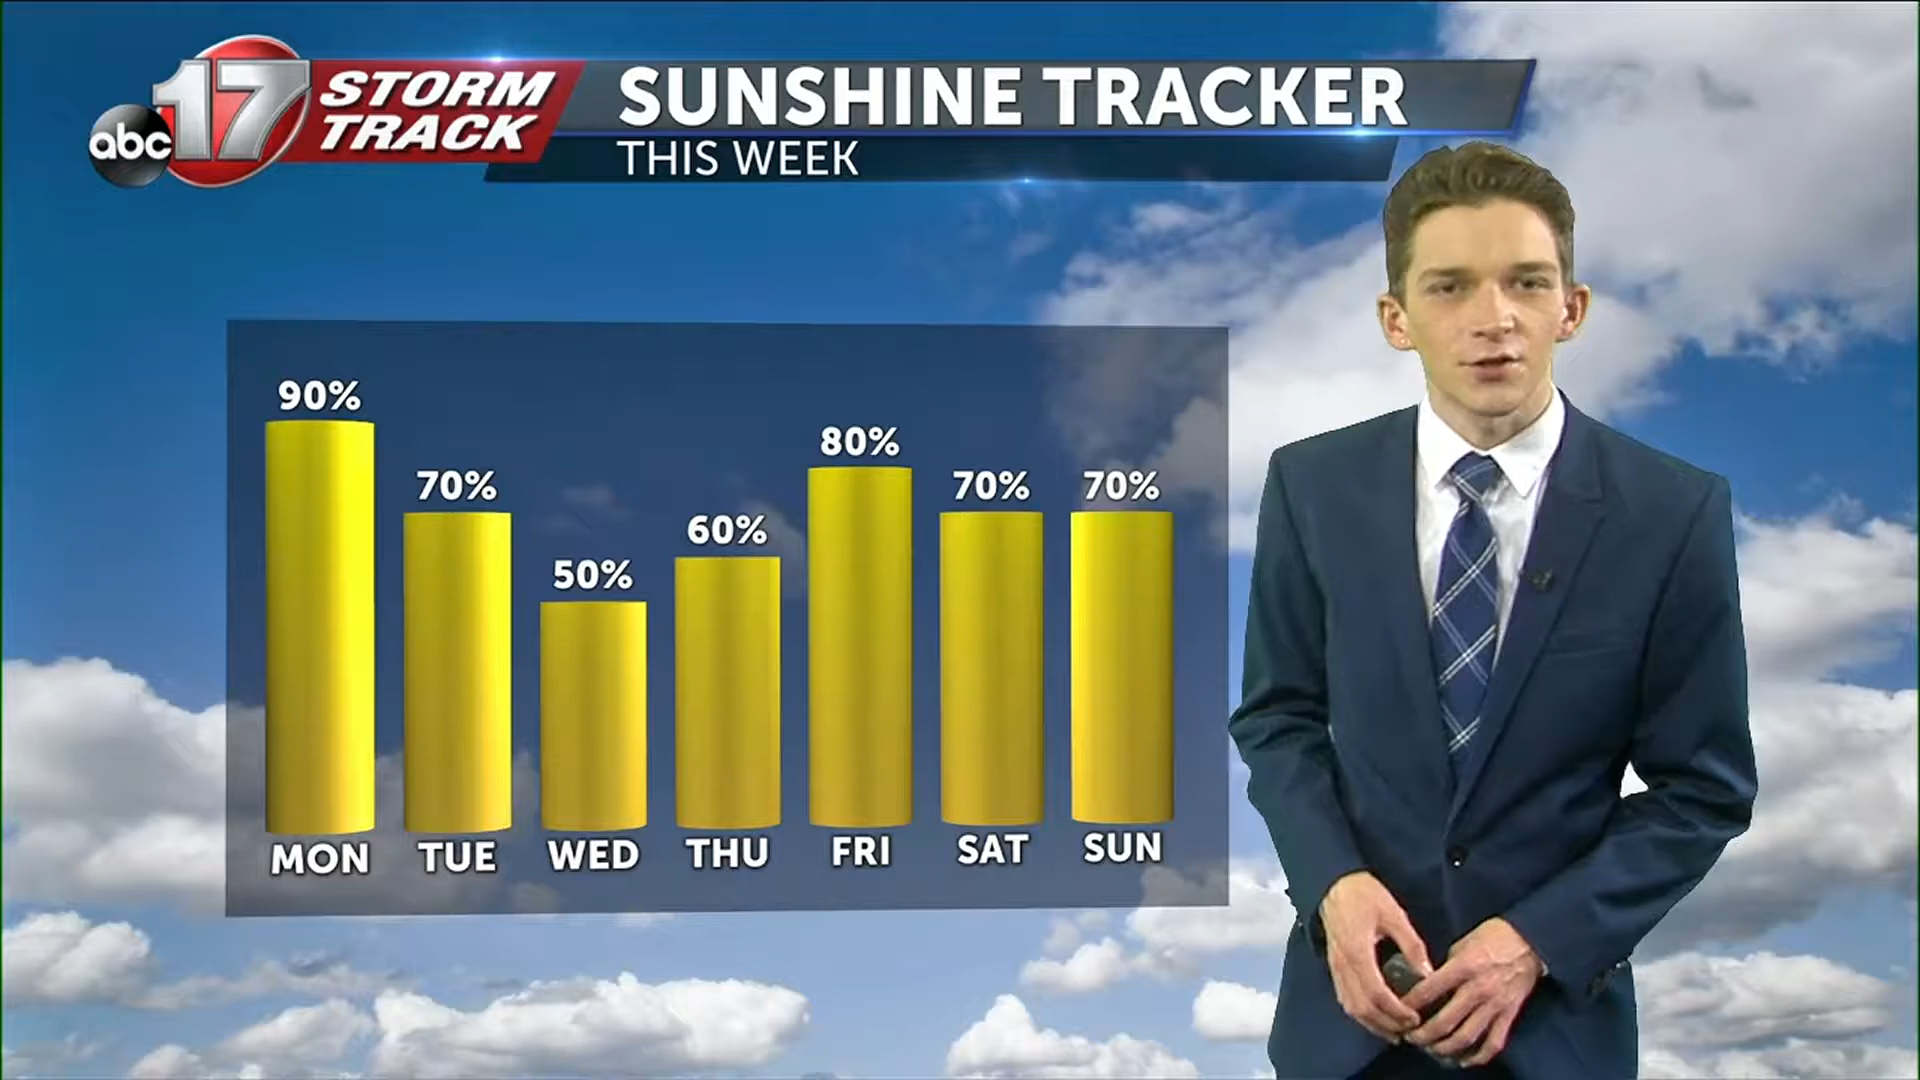 abc 17 STORM TRACK
SUNSHINE TRACKER
THIS WEEK
90% 70% 50% 60% 80% 70% 70%
MON TUE WED THU FRI SAT SUN